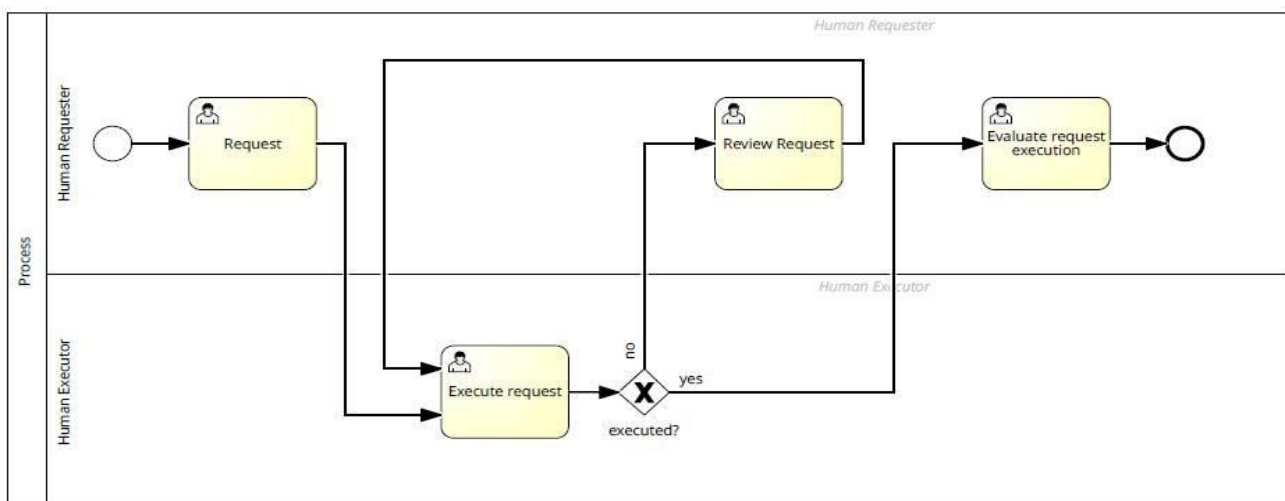 Human Requester
Process
Human Requester
Request
Review Request
Evaluate request
execution
Human Executor
Human Executor
Execute request
no
yes
executed?